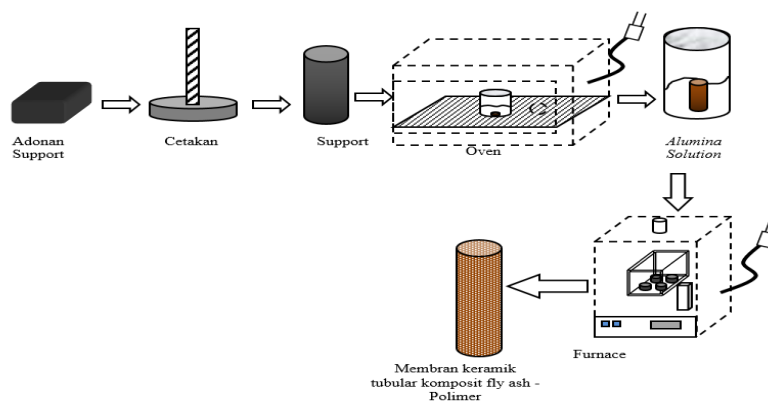 Adonan
Support
Cetakan
Support
Oven
Alumina
Solution
Furnace
Membran keramik
tubular komposit fly ash -
Polimer